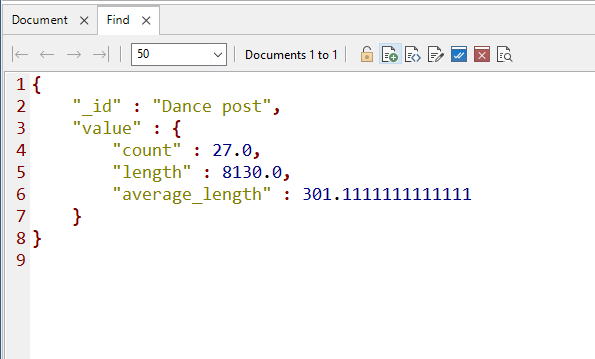 Document
Find
50
Documents 1 to 1
1 {
2     "_id" : "Dance post",
3     "value" : {
4         "count" : 27.0,
5         "length" : 8130.0,
6         "average_length" : 301.1111111111111
7     }
8 }
9